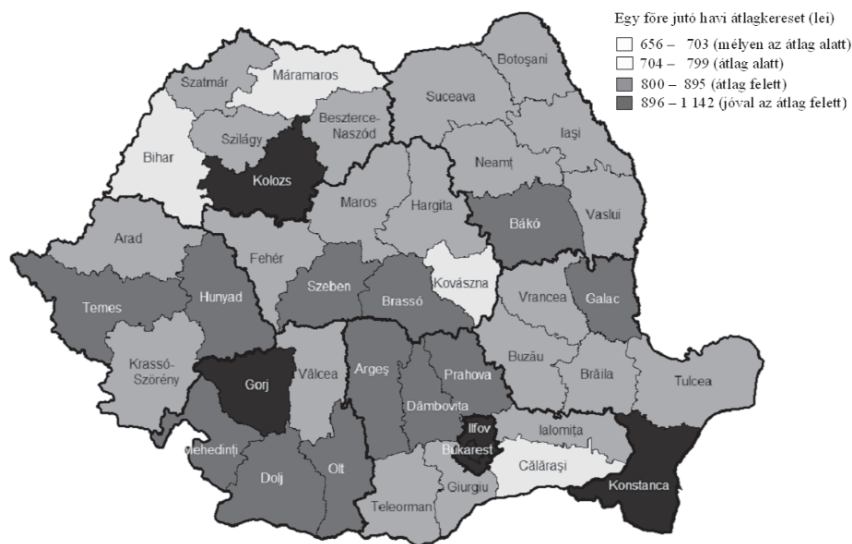 Egy főre jutó havi átlagkereset (lei)
656 – 703 (mélyen az átlag alatt)
704 – 799 (átlag alatt)
800 – 895 (átlag felett)
896 – 1 142 (jóval az átlag felett)
Szatmár
Máramaros
Botoşani
Suceava
Szilágy
Beszterce-
Naszód
Iaşi
Bihar
Kolozs
Neamţ
Maros
Hargita
Bákó
Vaslui
Arad
Fehér
Kovászna
Temes
Hunyad
Szeben
Brassó
Vrancea
Galac
Krassó-
Szörény
Gorj
Vâlcea
Argeş
Prahova
Buzău
Brăila
Tulcea
Dâmbovita
Ilfov
Ialomiţa
Mehedinţi
Bukarest
Călăraşi
Konstanca
Dolj
Olt
Teleorman
Giurgiu